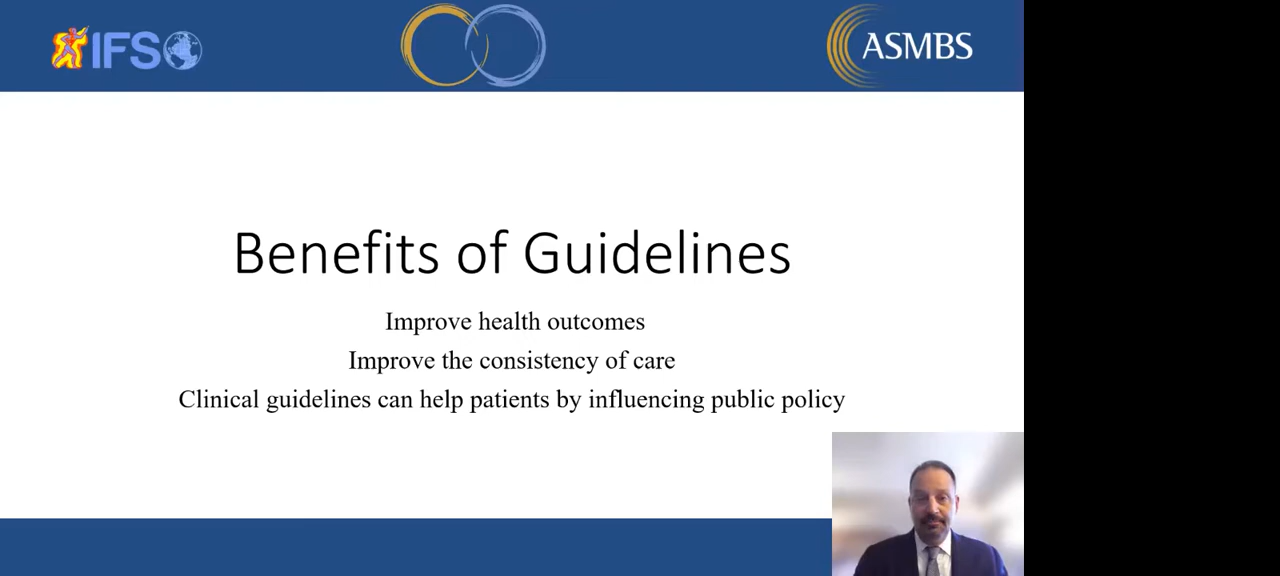 IFSO
ASMBS
Benefits of Guidelines
Improve health outcomes
Improve the consistency of care
Clinical guidelines can help patients by influencing public policy